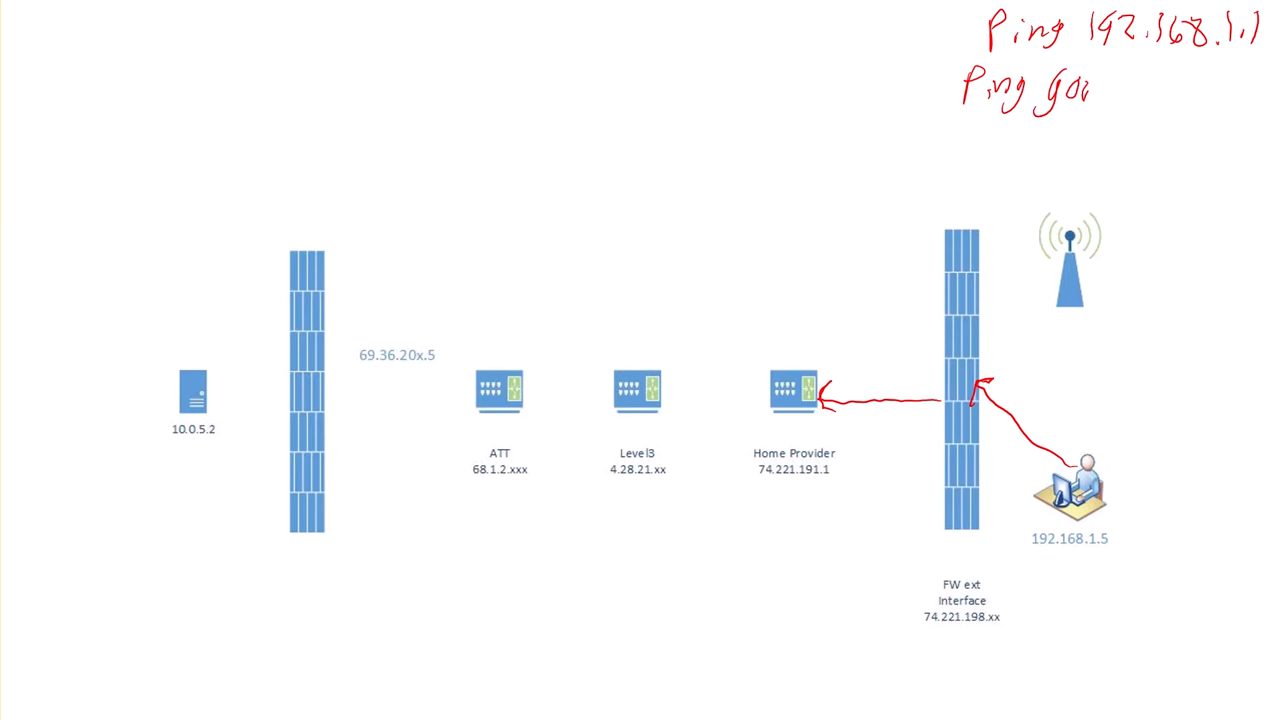 Ping 192.168.1.1
Ping goo
69.36.20x.5
10.0.5.2
ATT
68.1.2.xxx
Level3
4.28.21.xx
Home Provider
74.221.191.1
192.168.1.5
FW ext
Interface
74.221.198.xx